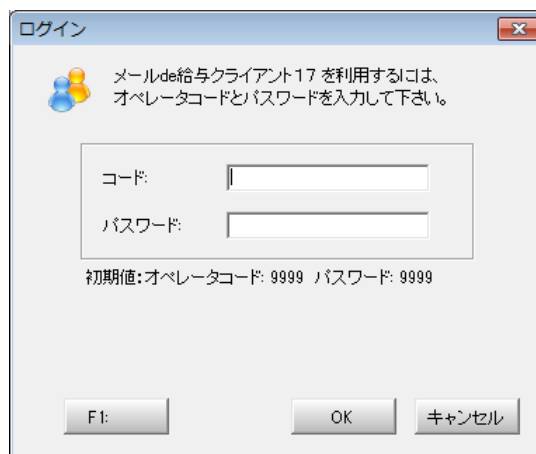 ログイン
メールde給与クライアント17 を利用するには、
オペレータコードとパスワードを入力して下さい。
コード:
パスワード:
初期値:オペレータコード: 9999 パスワード: 9999
F1:
OK
キャンセル